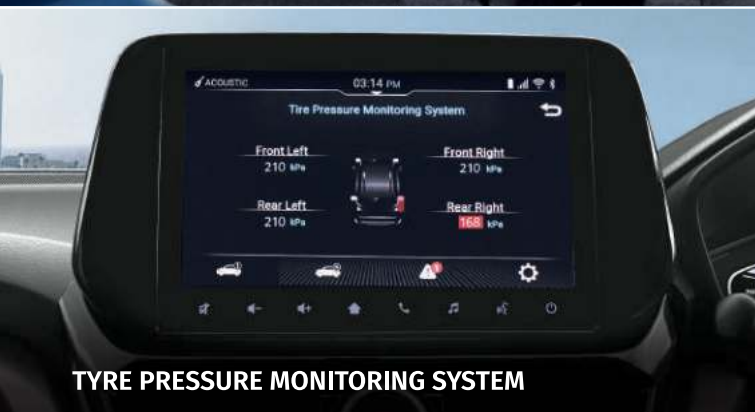 ACOUSTIC 03:14 PM
Tire Pressure Monitoring System
Front Left Front Right
210 kPa 210 kPa
Rear Left Rear Right
210 kPa 168 kPa
TYRE PRESSURE MONITORING SYSTEM